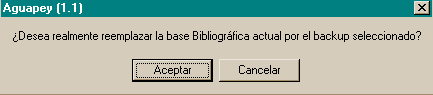 Aguapey (1.1)
¿Desea realmente reemplazar la base Bibliográfica actual por el backup seleccionado?
Aceptar Cancelar